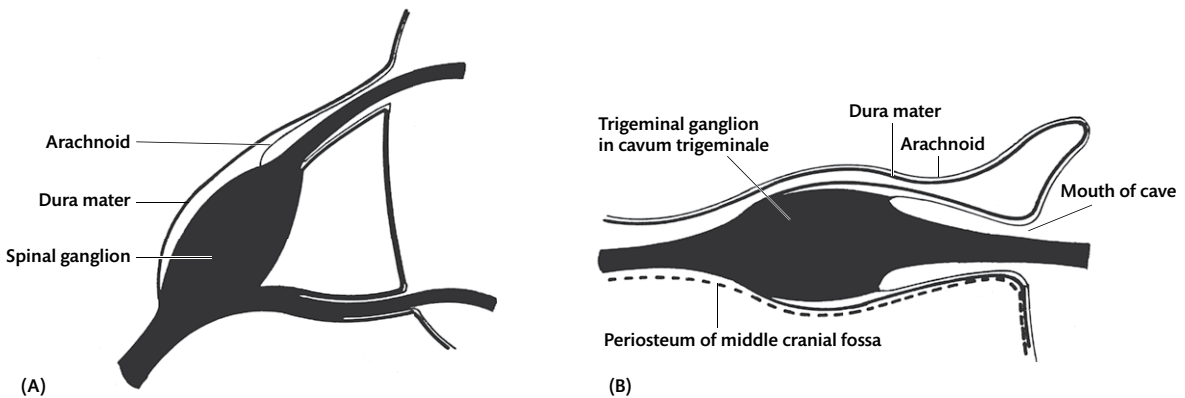 Arachnoid
Dura mater
Spinal ganglion
(A)
Dura mater
Trigeminal ganglion
in cavum trigeminale
Arachnoid
Mouth of cave
Periosteum of middle cranial fossa
(B)